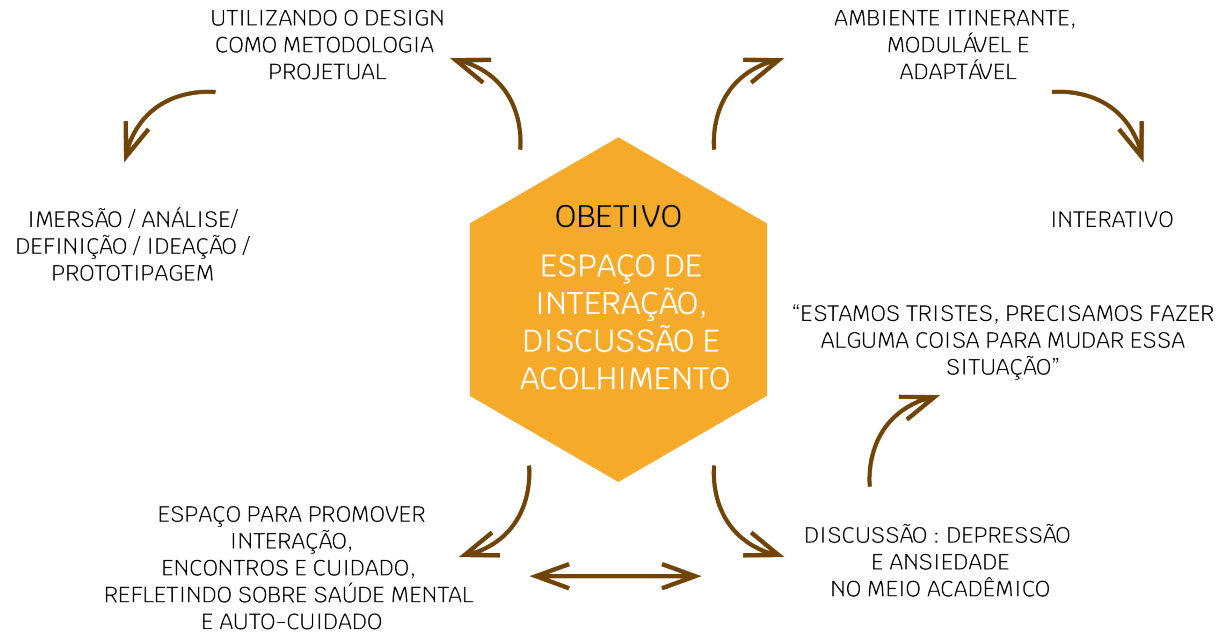 UTILIZANDO O DESIGN
COMO METODOLOGIA
PROJETUAL
AMBIENTE ITINERANTE,
MODULÁVEL E
ADAPTÁVEL
IMERSÃO / ANÁLISE/
DEFINIÇÃO / IDEAÇÃO /
PROTOTIPAGEM
OBETIVO
ESPAÇO DE
INTERAÇÃO,
DISCUSSÃO E
ACOLHIMENTO
INTERATIVO
“ESTAMOS TRISTES, PRECISAMOS FAZER
ALGUMA COISA PARA MUDAR ESSA
SITUAÇÃO”
ESPAÇO PARA PROMOVER
INTERAÇÃO,
ENCONTROS E CUIDADO,
REFLETINDO SOBRE SAÚDE MENTAL
E AUTO-CUIDADO
DISCUSSÃO : DEPRESSÃO
E ANSIEDADE
NO MEIO ACADÊMICO